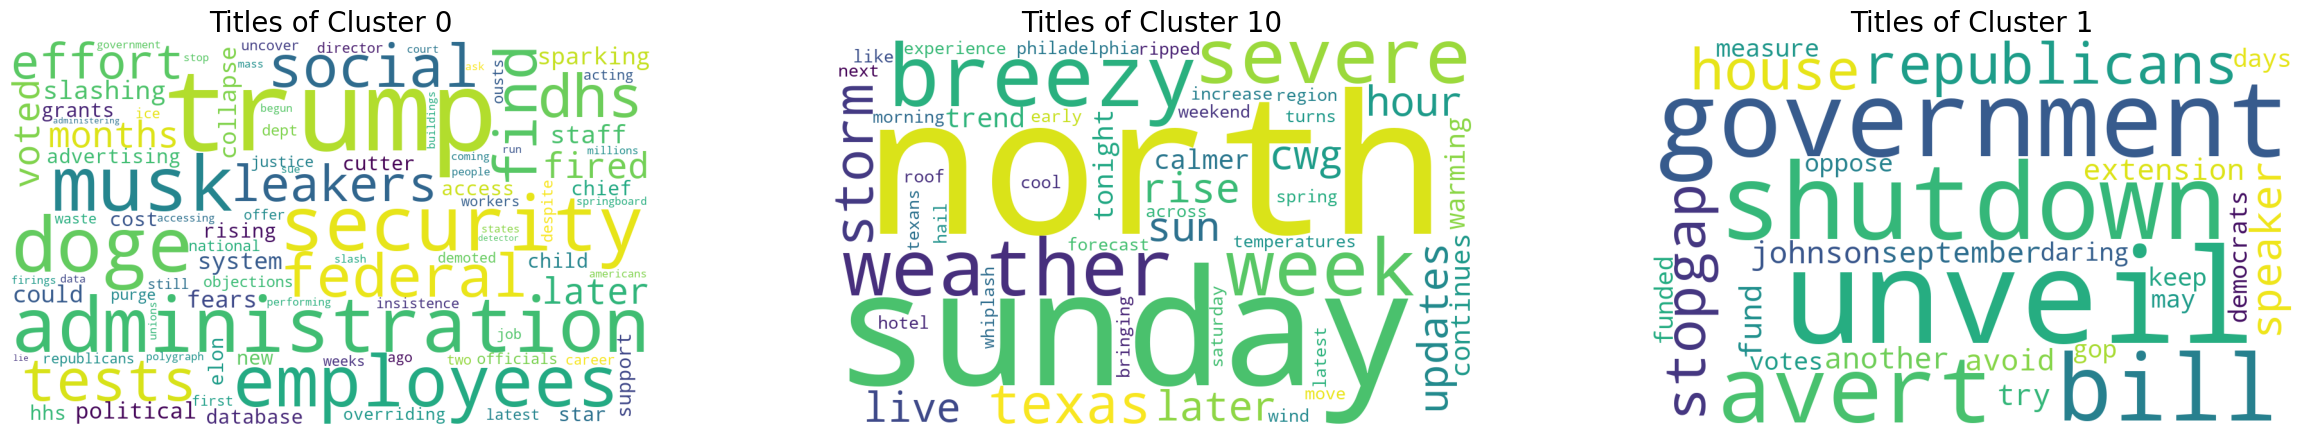 Titles of Cluster 0
government
uncover director court
effort stop collapse mass social ask ousts find sparking
voted slashing trump dhs acting
grants ice begun buildings
administering
months dept staff
advertising justice cutter coming run millions
sue people fired
musk leakers access chief
workers despite springboard
waste cost accessing offer security states
doge rising detector
national
system slash federal demoted child
firings data still objections americans
could purge fears performing insistence later
administration
unions job
lie republicans polygraph elon new weeks ago two officials career support
tests employees
first
hhs political database overriding latest star
Titles of Cluster 10
like experience philadelphia ripped
next breezy severe
storm increase region hour
morning trend early weekend turns
north tonight calmer cwg warming
roof cool rise spring
texans hail across sun
forecast temperatures
weather week updates continues
sunday
whiplash saturday
hotel bringing latest
move
live texas later wind
Titles of Cluster 1
measure house republicans days
government
oppose extension
stopgap shutdown speaker
johnson september daring democrats
funded fund unveil keep
may
votes another avoid gop
avert try bill